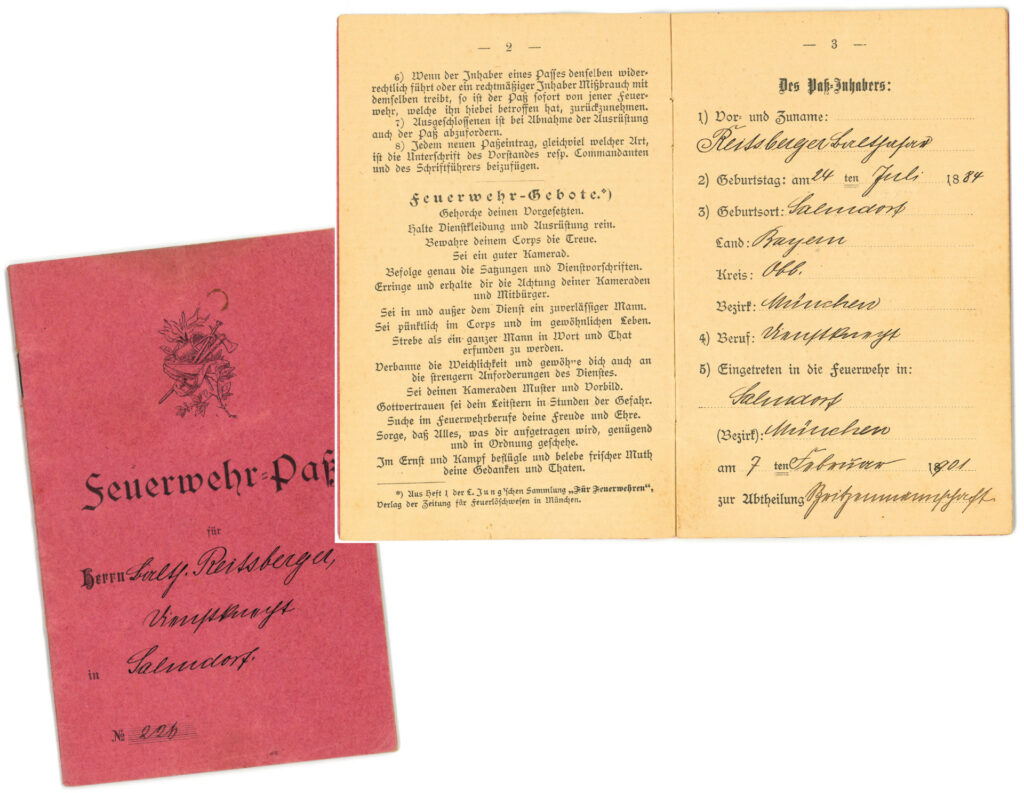 Feuerwehr-Paß
für
Herrn Balth. Reitsberger,
Dienstknecht
in Salmdorf.
№ 226
— 2 —
6) Wenn der Inhaber eines Passes denselben wider-
rechtlich führt oder ein rechtmäßiger Inhaber Mißbrauch mit
demselben treibt, so ist der Paß sofort von jener Feuer-
wehr, welche ihn hiebei betroffen hat, zurückzunehmen.
7) Ausgeschlossenen ist bei Abnahme der Ausrüstung
auch der Paß abzufordern.
8) Jedem neuen Paßeintrag, gleichviel welcher Art,
ist die Unterschrift des Vorstandes resp. Commandanten
und des Schriftführers beizufügen.
Feuerwehr-Gebote.*)
Gehorche deinen Vorgesetzten.
Halte Dienstkleidung und Ausrüstung rein.
Bewahre deinem Corps die Treue.
Sei ein guter Kamerad.
Befolge genau die Satzungen und Dienstvorschriften.
Erringe und erhalte dir die Achtung deiner Kameraden
und Mitbürger.
Sei in und außer dem Dienst ein zuverlässiger Mann.
Sei pünktlich im Corps und im gewöhnlichen Leben.
Strebe als ein ganzer Mann in Wort und That
erfunden zu werden.
Verbanne die Weichlichkeit und gewöhne dich auch an
die strengern Anforderungen des Dienstes.
Sei deinen Kameraden Muster und Vorbild.
Gottvertrauen sei dein Leitstern in Stunden der Gefahr.
Suche im Feuerwehrberufe deine Freude und Ehre.
Sorge, daß Alles, was dir aufgetragen wird, genügend
und in Ordnung geschehe.
Im Ernst und Kampf beflügle und belebe frischer Muth
deine Gedanken und Thaten.
*) Aus Heft 1 der L. Jung'schen Sammlung „Für Feuerwehren",
Verlag der Zeitung für Feuerlöschwesen in München.
— 3 —
Des Paß-Inhabers:
1) Vor- und Zuname:
Reitsberger Balthasar
2) Geburtstag: am 24 ten Juli 1884
3) Geburtsort: Salmdorf
Land: Bayern
Kreis: Obb.
Bezirk: München
4) Beruf: Dienstknecht
5) Eingetreten in die Feuerwehr in:
Salmdorf
(Bezirk): München
am 7 ten Februar 1901
zur Abtheilung Spritzenmannschaft